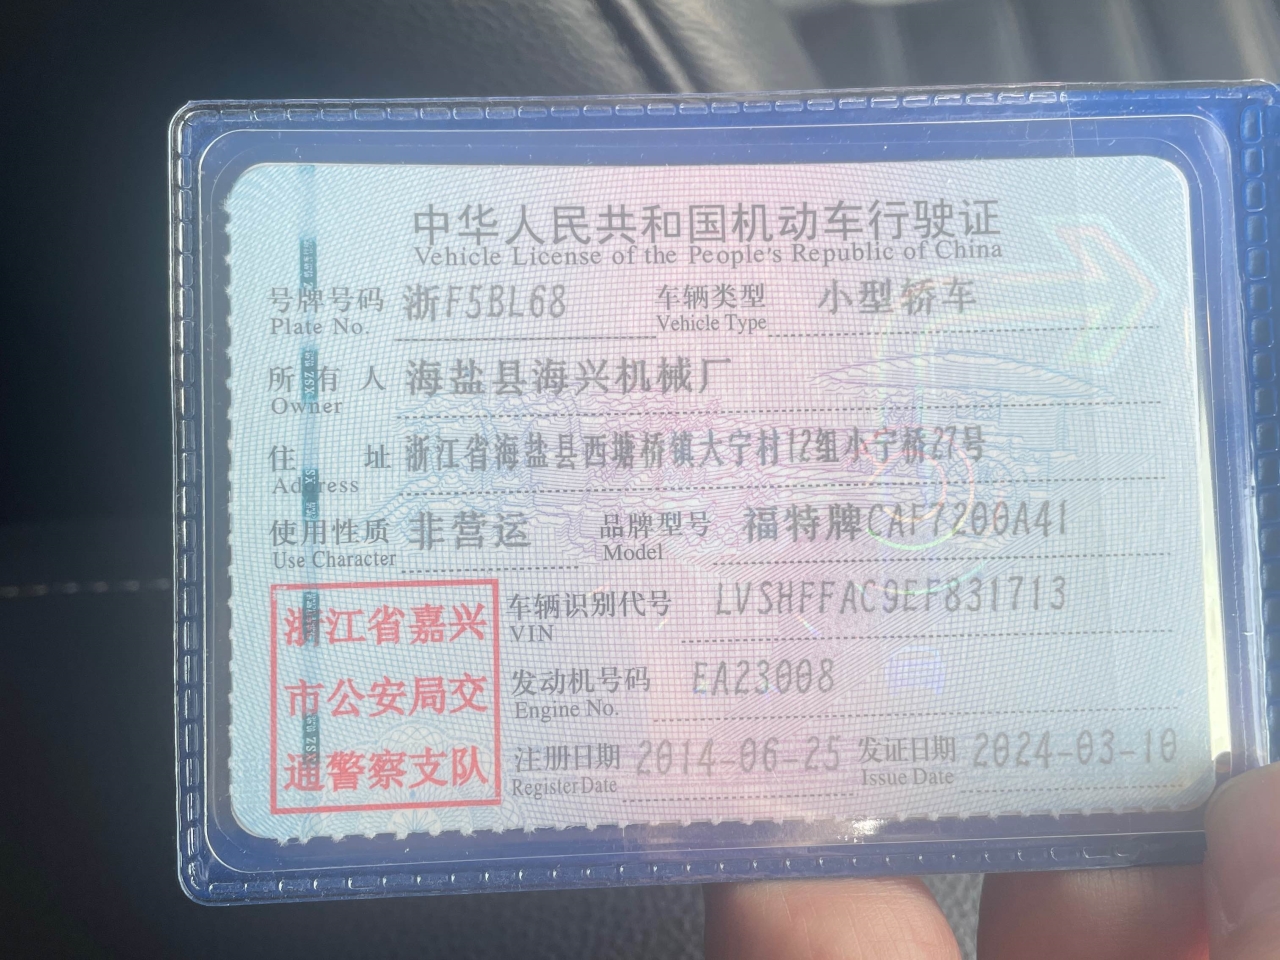 中华人民共和国机动车行驶证
Vehicle License of the People's Republic of China
号牌号码 浙F5BL68 车辆类型 小型轿车
Plate No. Vehicle Type
所有人 海盐县海兴机械厂
Owner
住址 浙江省海盐县西塘桥镇大宁村12组小宁桥27号
Address
使用性质 非营运 品牌型号 福特牌CAF7200A41
Use Character Model
车辆识别代号 LVSHFFAC9EF831713
VIN
发动机号码 EA23008
Engine No.
注册日期 2014-06-25 发证日期 2024-03-10
Register Date Issue Date
浙江省嘉兴
市公安局交
通警察支队